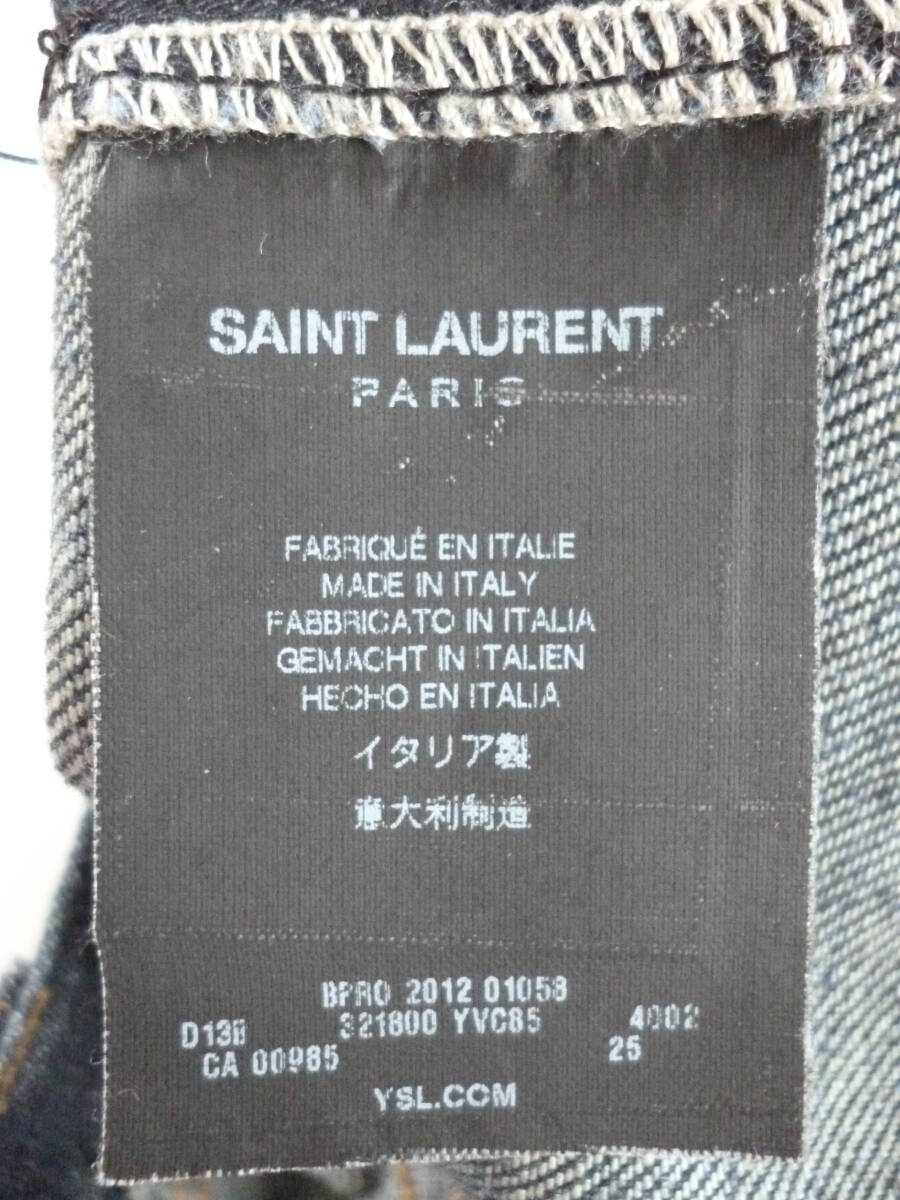 SAINT LAURENT
PARIS
FABRIQUÉ EN ITALIE
MADE IN ITALY
FABBRICATO IN ITALIA
GEMACHT IN ITALIEN
HECHO EN ITALIA
イタリア製
意大利制造
BPRO 2012 01058
D13B 321800 YVC85 4002
CA 00985 25
YSL.COM